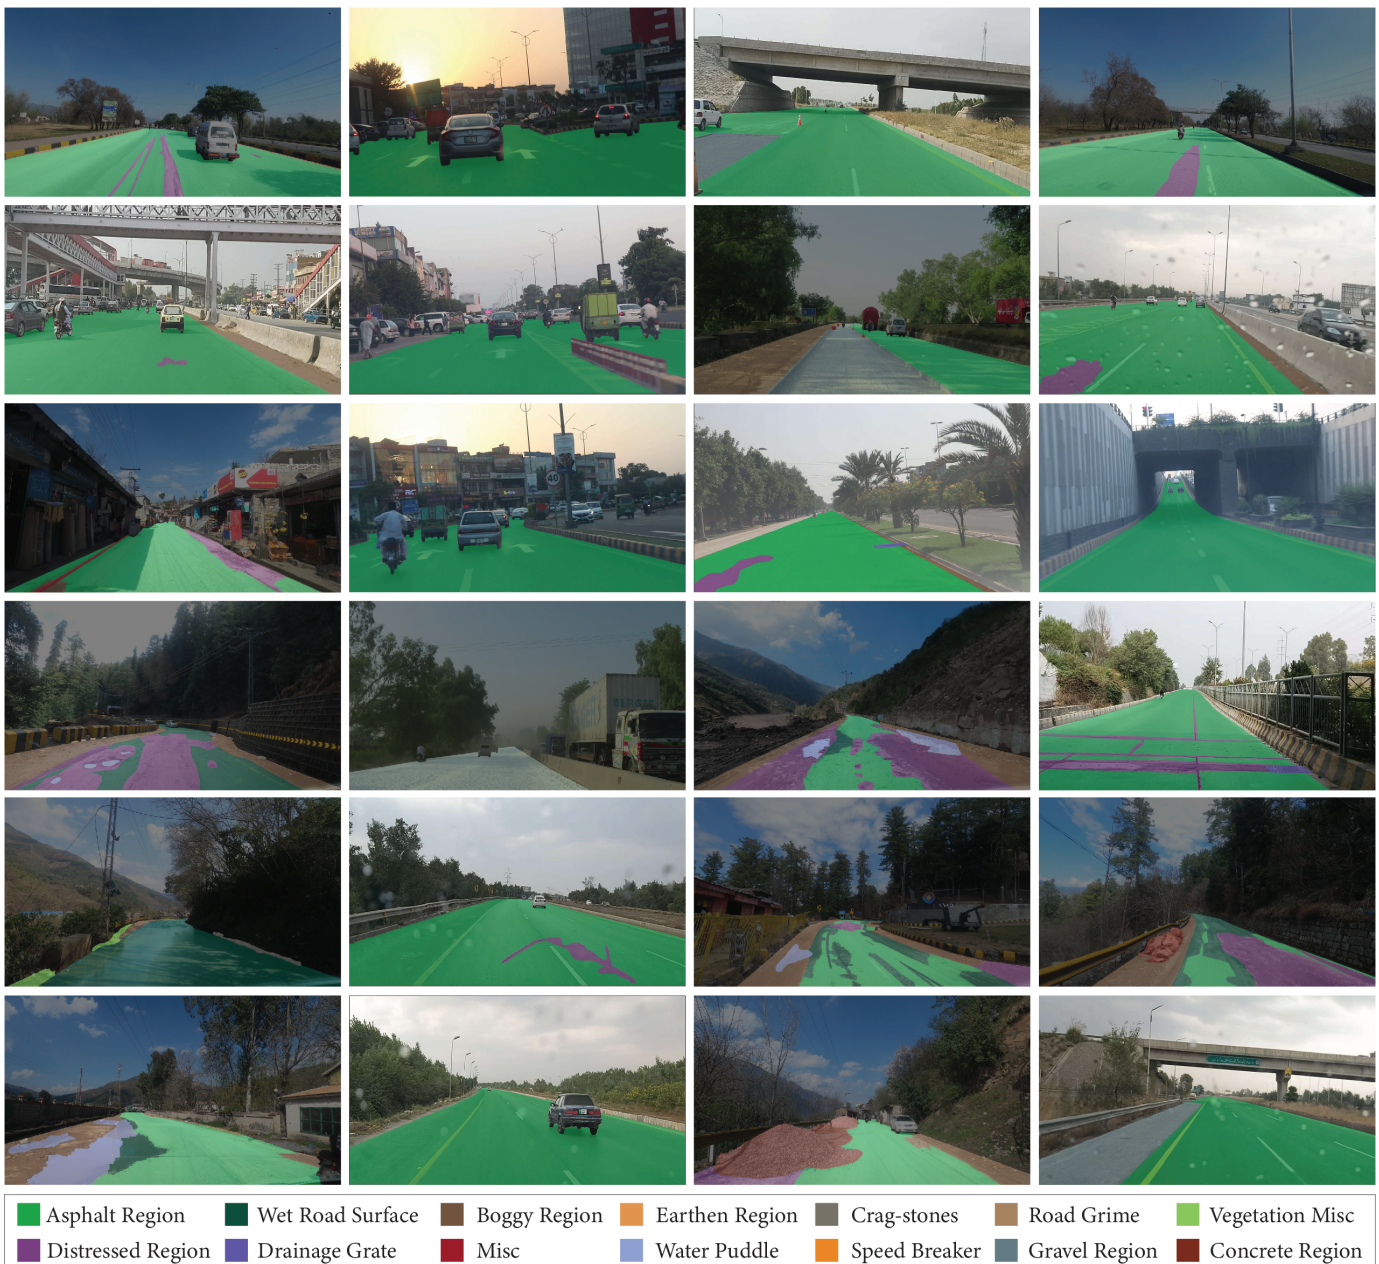 40
Asphalt Region Wet Road Surface Boggy Region Earthen Region Crag-stones Road Grime Vegetation Misc
Distressed Region Drainage Grate Misc Water Puddle Speed Breaker Gravel Region Concrete Region